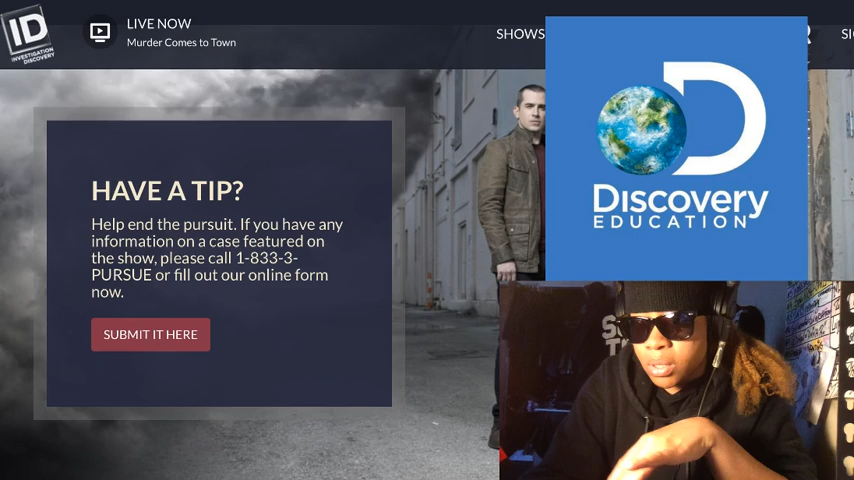 ID
INVESTIGATION
DISCOVERY
LIVE NOW
Murder Comes to Town
SHOWS
HAVE A TIP?
Help end the pursuit. If you have any
information on a case featured on
the show, please call 1-833-3-
PURSUE or fill out our online form
now.
SUBMIT IT HERE
Discovery
EDUCATION